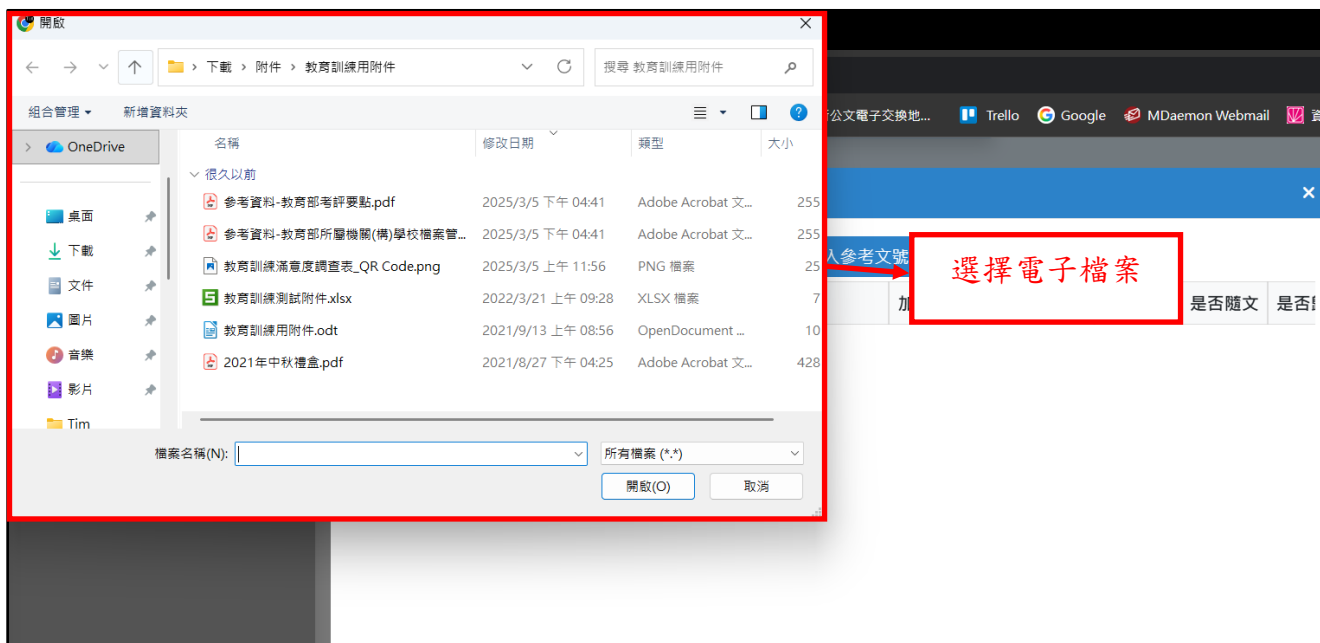 開啟
下載 › 附件 › 教育訓練用附件
搜尋 教育訓練用附件
組合管理
新增資料夾
公文電子交換地...
Trello
Google
MDaemon Webmail
OneDrive
名稱
修改日期
類型
大小
很久以前
參考資料-教育部考評要點.pdf 2025/3/5 下午 04:41 Adobe Acrobat 文... 255
參考資料-教育部所屬機關(構)學校檔案管... 2025/3/5 下午 04:41 Adobe Acrobat 文... 255
教育訓練滿意度調查表_QR Code.png 2025/3/5 上午 11:56 PNG 檔案 25
教育訓練測試附件.xlsx 2022/3/21 上午 09:28 XLSX 檔案 7
教育訓練用附件.odt 2021/9/13 上午 08:56 OpenDocument ... 10
2021年中秋禮盒.pdf 2021/8/27 下午 04:25 Adobe Acrobat 文... 428
桌面
下載
文件
圖片
音樂
影片
Tim
入參考文號
選擇電子檔案
是否隨文
是否
檔案名稱(N):
所有檔案 (*.*)
開啟(O)
取消